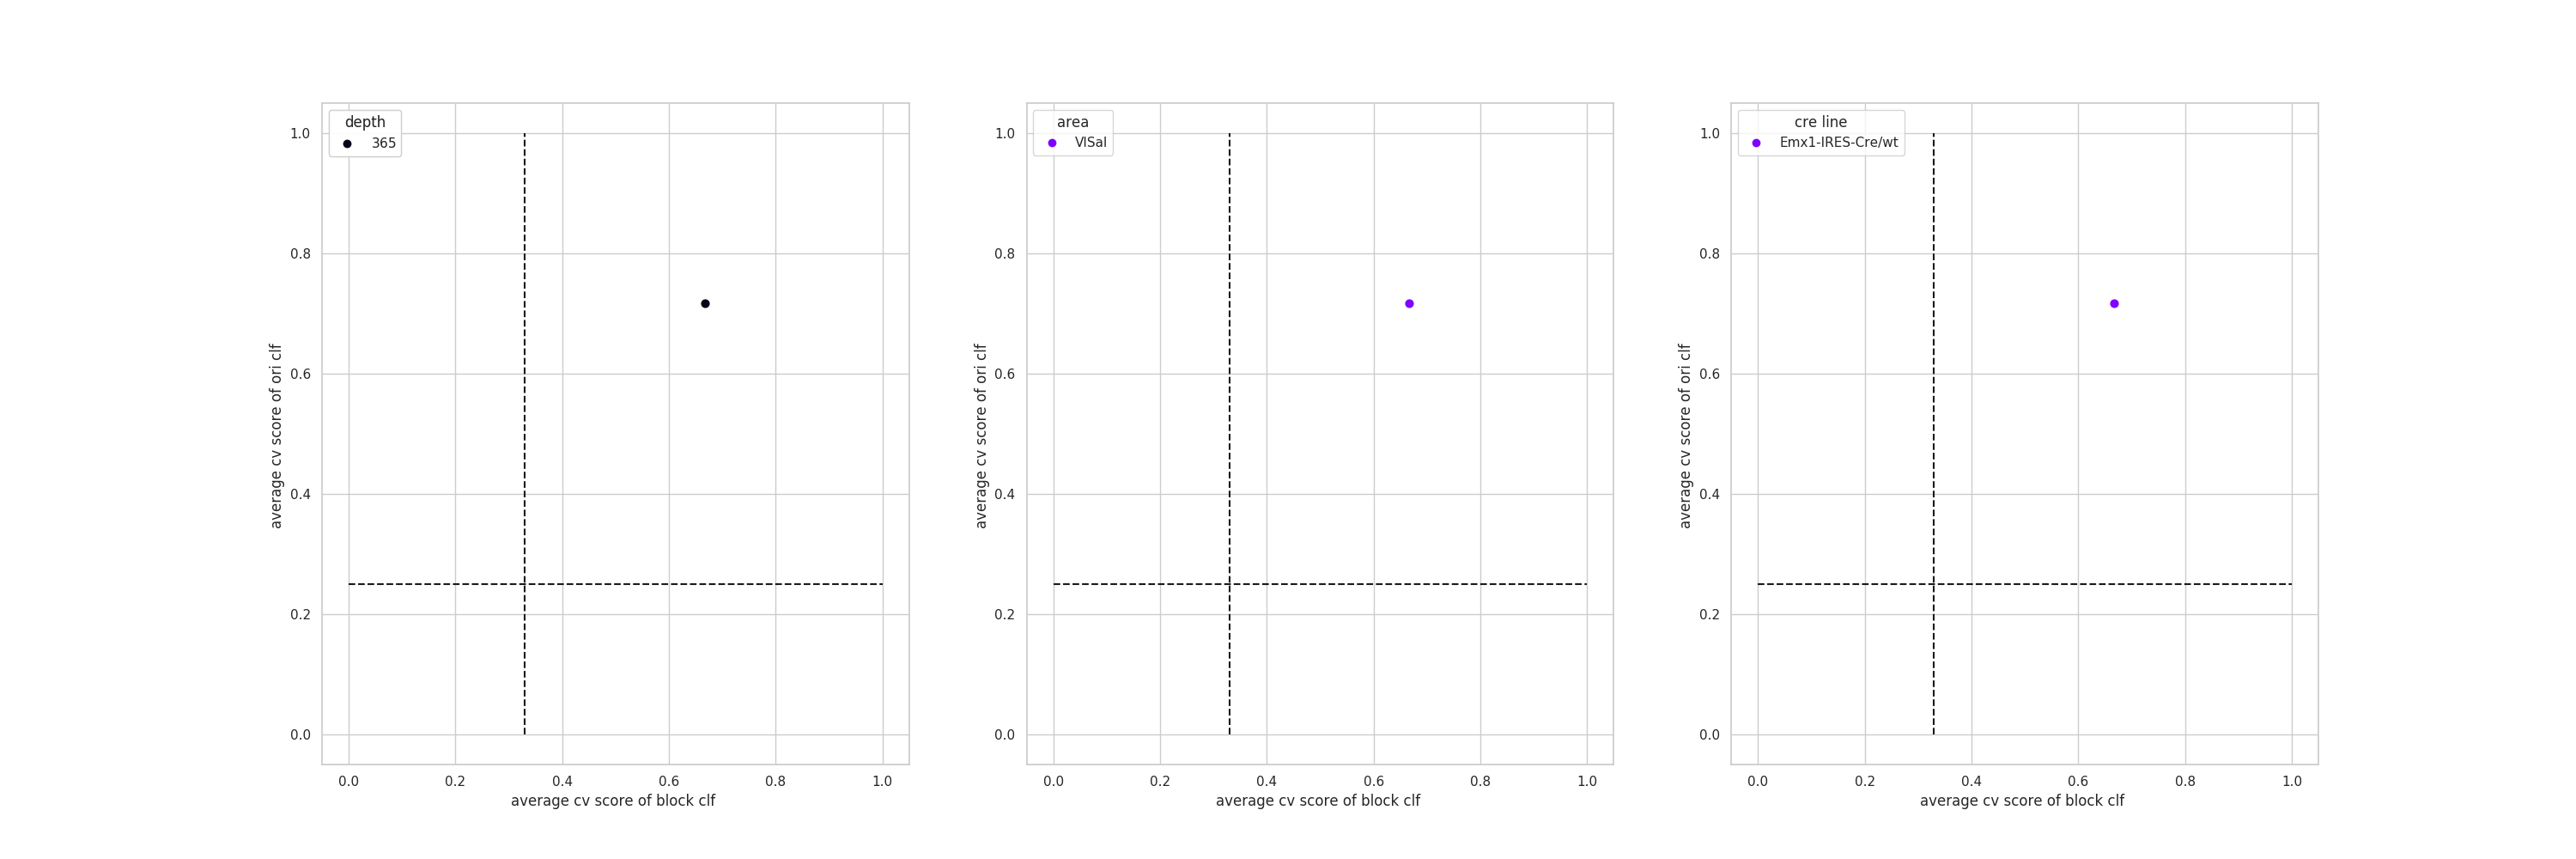 depth
365
1.0
0.8
0.6
0.4
0.2
0.0
average cv score of ori clf
0.0 0.2 0.4 0.6 0.8 1.0
average cv score of block clf
area
VISal
1.0
0.8
0.6
0.4
0.2
0.0
average cv score of ori clf
0.0 0.2 0.4 0.6 0.8 1.0
average cv score of block clf
cre line
Emx1-IRES-Cre/wt
1.0
0.8
0.6
0.4
0.2
0.0
average cv score of ori clf
0.0 0.2 0.4 0.6 0.8 1.0
average cv score of block clf